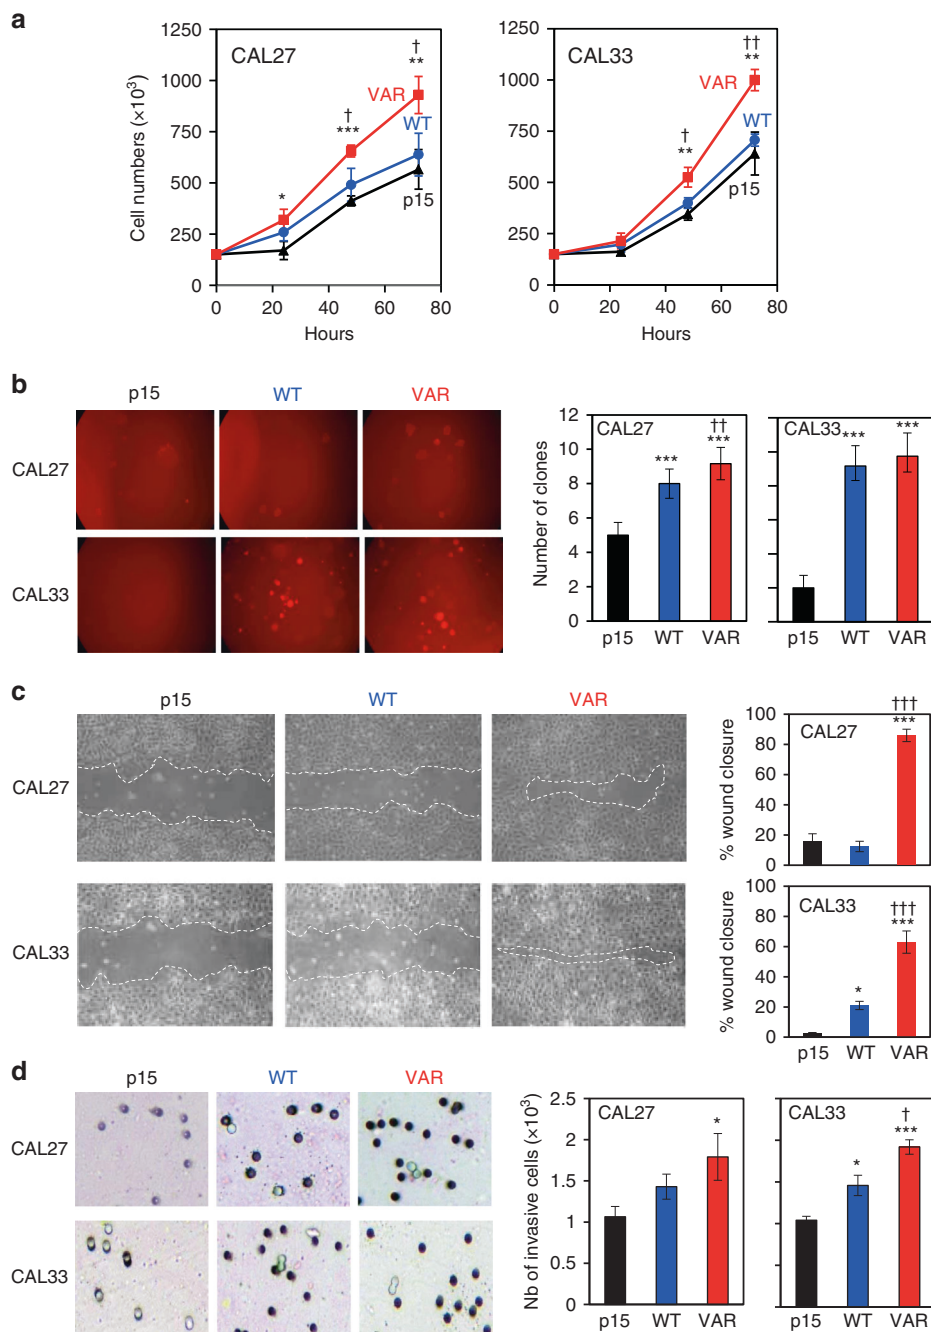 a
1250
1000
750
500
250
0
0 20 40 60 80
Cell numbers (×10³)
Hours
CAL27
VAR
WT
p15
*
†
***
†
**
1250
1000
750
500
250
0
0 20 40 60 80
Hours
CAL33
VAR
WT
p15
†
**
††
**
b
p15 WT VAR
CAL27
CAL33
Number of clones
12
10
8
6
4
2
0
CAL27
***
††
***
p15 WT VAR
CAL33
***
***
p15 WT VAR
c
p15 WT VAR
CAL27
CAL33
% wound closure
100
80
60
40
20
0
CAL27
†††
***
% wound closure
100
80
60
40
20
0
CAL33
*
†††
***
p15 WT VAR
d
p15 WT VAR
CAL27
CAL33
Nb of invasive cells (×10³)
2.5
2
1.5
1
0.5
0
CAL27
*
p15 WT VAR
CAL33
*
†
***
p15 WT VAR